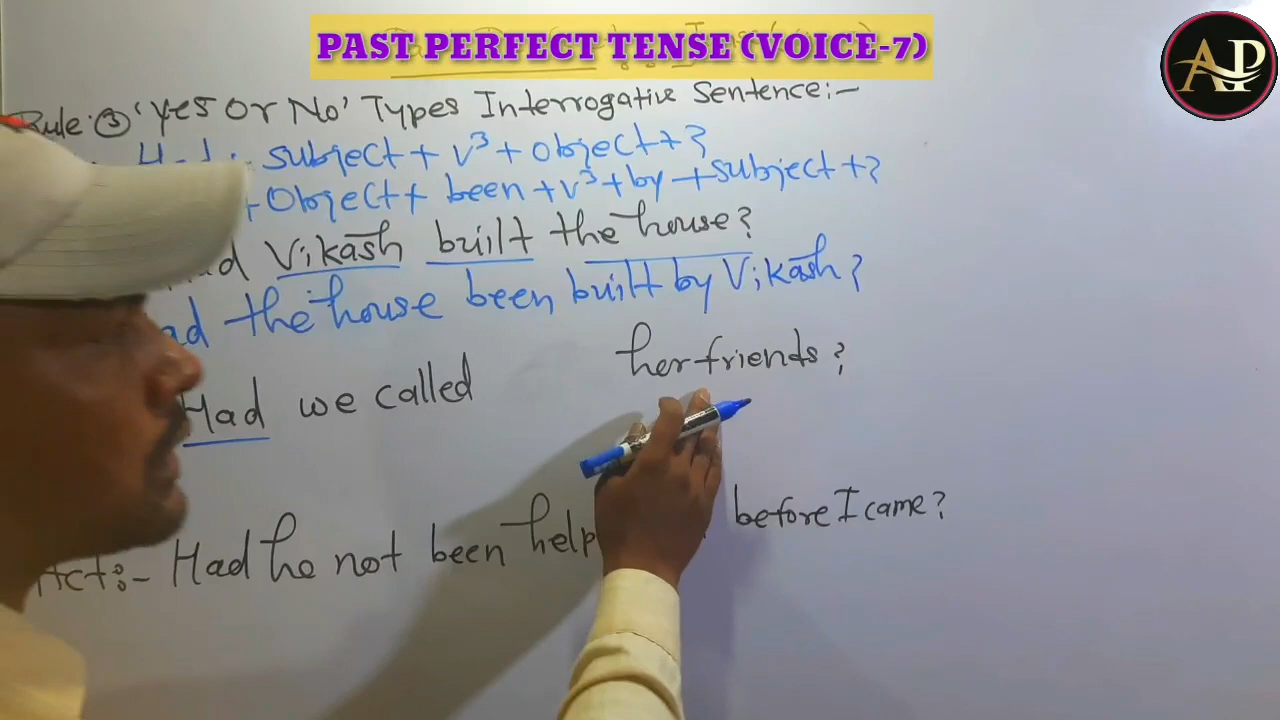 PAST PERFECT TENSE (VOICE-7)
AP
Rule:③ 'Yes Or No' Types Interrogative Sentence:-
subject + V³ + Object + ?
+ Object + been + V³ + by + subject + ?
Vikash built the house?
the house been built by Vikash?
Had we called her friends?
Act:- Had he not been help before I came?